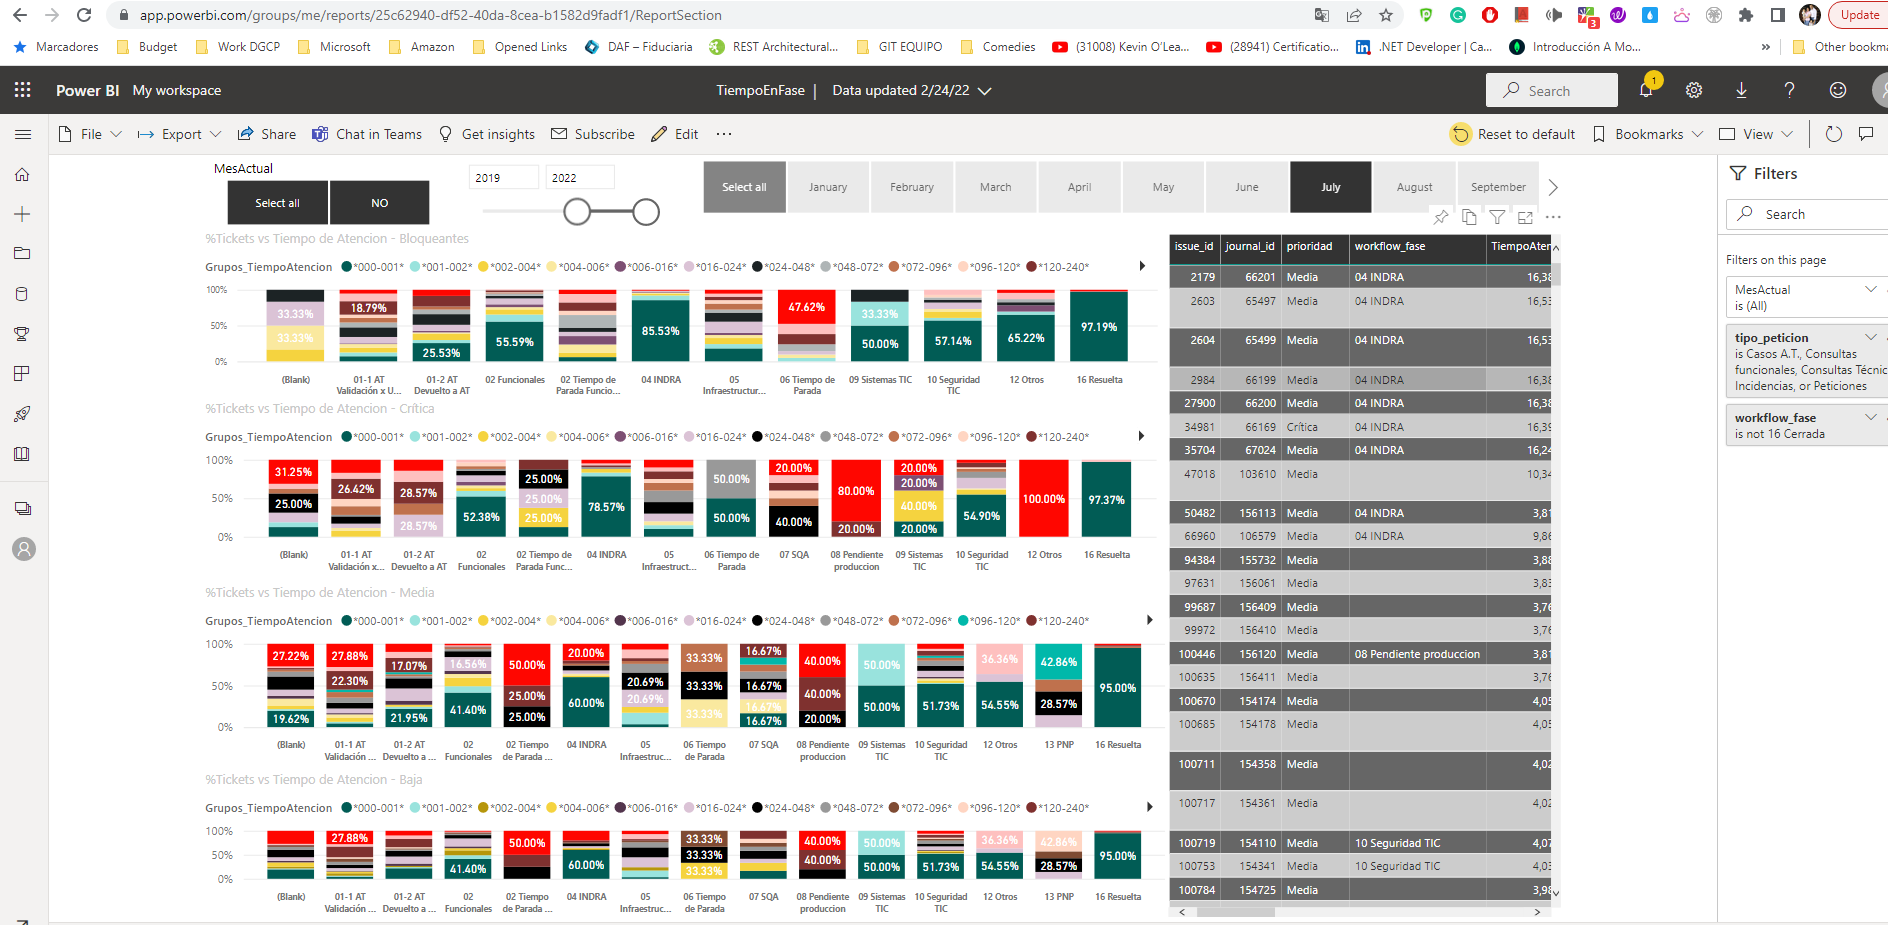 app.powerbi.com/groups/me/reports/25c62940-df52-40da-8cea-b1582d9fadf1/ReportSection
3
Update
Marcadores Budget Work DGCP Microsoft Amazon Opened Links DAF – Fiduciaria REST Architectural... GIT EQUIPO Comedies (31008) Kevin O'Lea... (28941) Certificatio... .NET Developer | Ca... Introducción A Mo... » Other bookma
Power BI My workspace TiempoEnFase | Data updated 2/24/22 Search 1
File Export Share Chat in Teams Get insights Subscribe Edit ... Reset to default Bookmarks View
MesActual
Select all NO
2019 2022
Select all January February March April May June July August September
%Tickets vs Tiempo de Atencion - Bloqueantes
Grupos_TiempoAtencion *000-001* *001-002* *002-004* *004-006* *006-016* *016-024* *024-048* *048-072* *072-096* *096-120* *120-240*
100%
50%
0%
33.33% 33.33% 18.79% 25.53% 55.59% 85.53% 47.62% 33.33% 50.00% 57.14% 65.22% 97.19%
(Blank) 01-1 AT Validación x U... 01-2 AT Devuelto a AT 02 Funcionales 02 Tiempo de Parada Funcio... 04 INDRA 05 Infraestructur... 06 Tiempo de Parada 09 Sistemas TIC 10 Seguridad TIC 12 Otros 16 Resuelta
%Tickets vs Tiempo de Atencion - Crítica
Grupos_TiempoAtencion *000-001* *001-002* *002-004* *004-006* *006-016* *016-024* *024-048* *048-072* *072-096* *096-120* *120-240*
100%
50%
0%
31.25% 25.00% 26.42% 28.57% 28.57% 52.38% 25.00% 25.00% 25.00% 78.57% 50.00% 50.00% 20.00% 40.00% 80.00% 20.00% 20.00% 20.00% 40.00% 20.00% 54.90% 100.00% 97.37%
(Blank) 01-1 AT Validación x... 01-2 AT Devuelto a AT 02 Funcionales 02 Tiempo de Parada Func... 04 INDRA 05 Infraestruct... 06 Tiempo de Parada 07 SQA 08 Pendiente produccion 09 Sistemas TIC 10 Seguridad TIC 12 Otros 16 Resuelta
%Tickets vs Tiempo de Atencion - Media
Grupos_TiempoAtencion *000-001* *001-002* *002-004* *004-006* *006-016* *016-024* *024-048* *048-072* *072-096* *096-120* *120-240*
100%
50%
0%
27.22% 19.62% 27.88% 22.30% 17.07% 21.95% 16.56% 41.40% 50.00% 25.00% 25.00% 20.00% 60.00% 20.69% 20.69% 33.33% 33.33% 33.33% 16.67% 16.67% 16.67% 16.67% 40.00% 40.00% 20.00% 50.00% 50.00% 51.73% 36.36% 54.55% 42.86% 28.57% 95.00%
(Blank) 01-1 AT Validación ... 01-2 AT Devuelto a ... 02 Funcionales 02 Tiempo de Parada ... 04 INDRA 05 Infraestruc... 06 Tiempo de Parada 07 SQA 08 Pendiente produccion 09 Sistemas TIC 10 Seguridad TIC 12 Otros 13 PNP 16 Resuelta
%Tickets vs Tiempo de Atencion - Baja
Grupos_TiempoAtencion *000-001* *001-002* *002-004* *004-006* *006-016* *016-024* *024-048* *048-072* *072-096* *096-120* *120-240*
100%
50%
0%
27.88% 41.40% 50.00% 60.00% 33.33% 33.33% 33.33% 40.00% 40.00% 50.00% 50.00% 51.73% 36.36% 54.55% 42.86% 28.57% 95.00%
(Blank) 01-1 AT Validación ... 01-2 AT Devuelto a ... 02 Funcionales 02 Tiempo de Parada ... 04 INDRA 05 Infraestruc... 06 Tiempo de Parada 07 SQA 08 Pendiente produccion 09 Sistemas TIC 10 Seguridad TIC 12 Otros 13 PNP 16 Resuelta
issue_id journal_id prioridad workflow_fase TiempoAten
2179 66201 Media 04 INDRA 16,38
2603 65497 Media 04 INDRA 16,53
2604 65499 Media 04 INDRA 16,53
2984 66199 Media 04 INDRA 16,38
27900 66200 Media 04 INDRA 16,38
34981 66169 Crítica 04 INDRA 16,39
35704 67024 Media 04 INDRA 16,24
47018 103610 Media 10,34
50482 156113 Media 04 INDRA 3,81
66960 106579 Media 04 INDRA 9,86
94384 155732 Media 3,88
97631 156061 Media 3,83
99687 156409 Media 3,76
99972 156410 Media 3,76
100446 156120 Media 08 Pendiente produccion 3,81
100635 156411 Media 3,76
100670 154174 Media 4,05
100685 154178 Media 4,05
100711 154358 Media 4,02
100717 154361 Media 4,02
100719 154110 Media 10 Seguridad TIC 4,07
100753 154341 Media 10 Seguridad TIC 4,03
100784 154725 Media 3,98
Filters
Search
Filters on this page
MesActual
is (All)
tipo_peticion
is Casos A.T., Consultas
funcionales, Consultas Técnic
Incidencias, or Peticiones
workflow_fase
is not 16 Cerrada